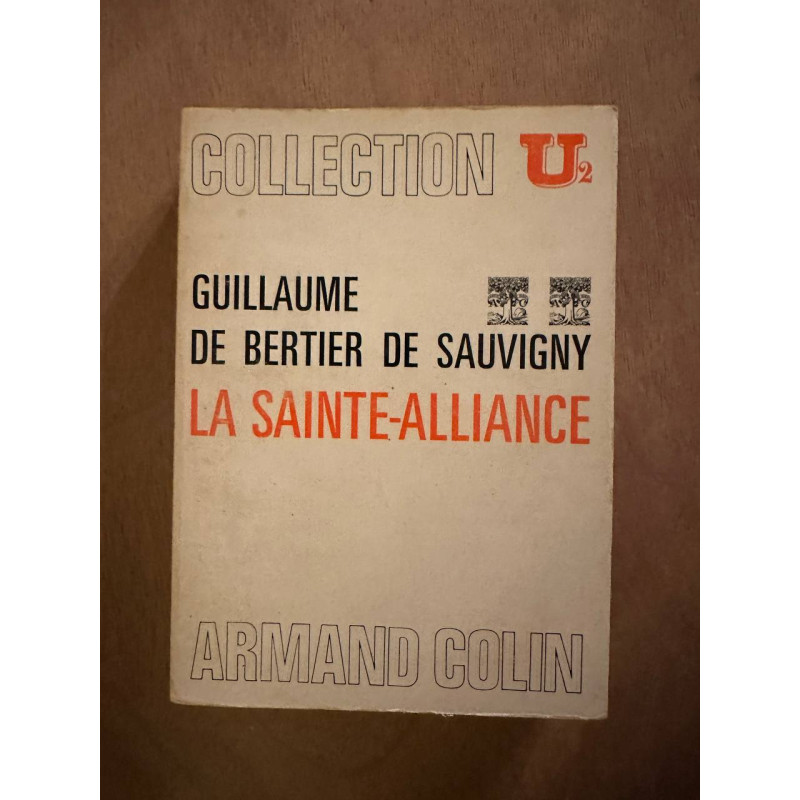 COLLECTION U2
GUILLAUME
DE BERTIER DE SAUVIGNY
LA SAINTE-ALLIANCE
ARMAND COLIN